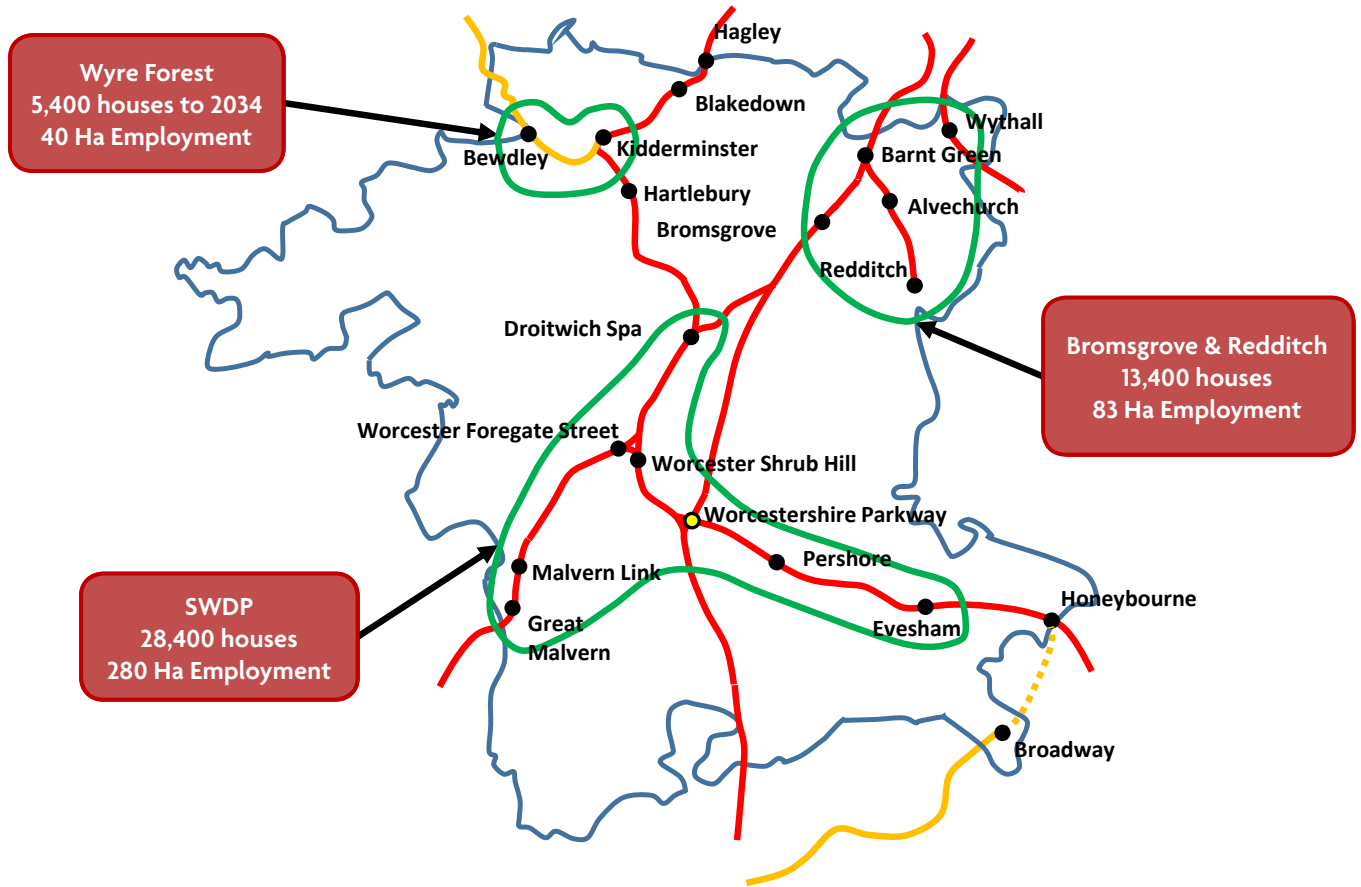 Hagley
Wyre Forest
5,400 houses to 2034
40 Ha Employment
Blakedown
Wythall
Bewdley
Kidderminster
Barnt Green
Hartlebury
Alvechurch
Bromsgrove
Redditch
Droitwich Spa
Bromsgrove & Redditch
13,400 houses
83 Ha Employment
Worcester Foregate Street
Worcester Shrub Hill
Worcestershire Parkway
Pershore
Malvern Link
SWDP
28,400 houses
280 Ha Employment
Honeybourne
Great
Malvern
Evesham
Broadway